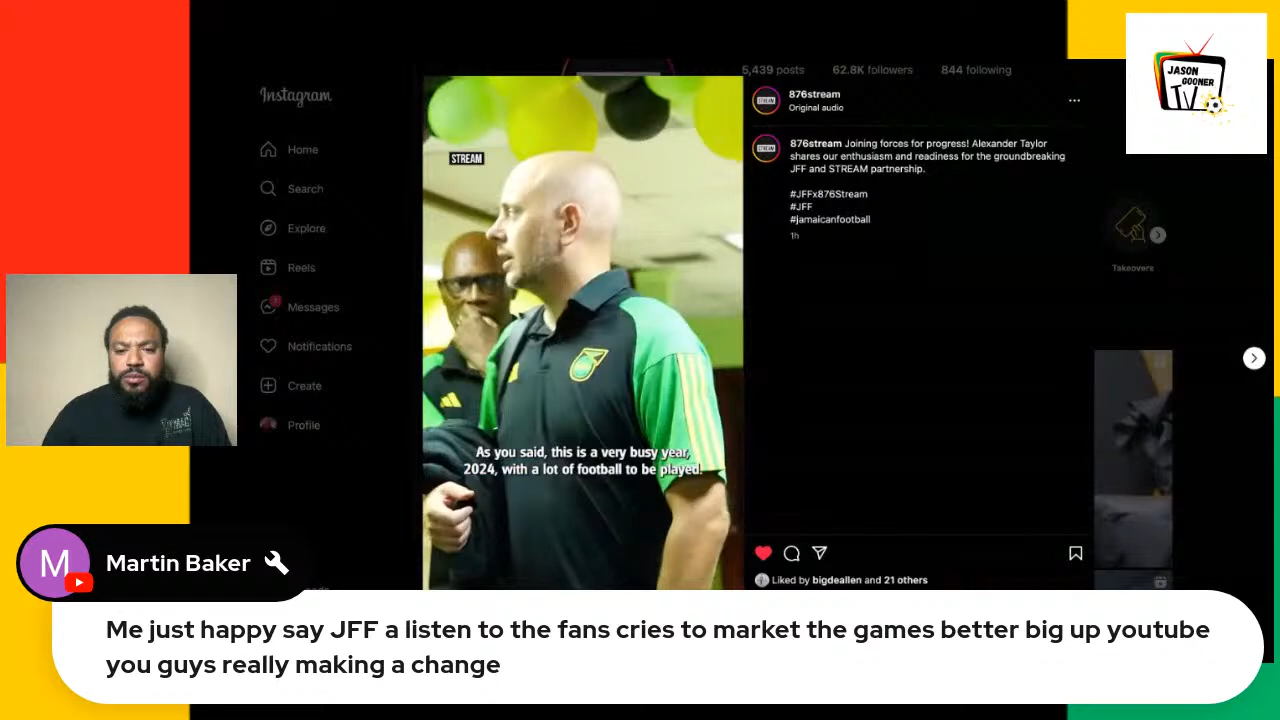 5,439 posts 62.8K followers 844 following
JASON
GOONER
TV
Instagram
876stream
Original audio
Home
Search
Explore
Reels
Messages
Notifications
Create
Profile
STREAM
876stream Joining forces for progress! Alexander Taylor
shares our enthusiasm and readiness for the groundbreaking
JFF and STREAM partnership.
#JFFx876Stream
#JFF
#jamaicanfootball
1h
Takeovers
As you said, this is a very busy year,
2024, with a lot of football to be played.
Liked by bigdeallen and 21 others
M
Martin Baker
Me just happy say JFF a listen to the fans cries to market the games better big up youtube
you guys really making a change